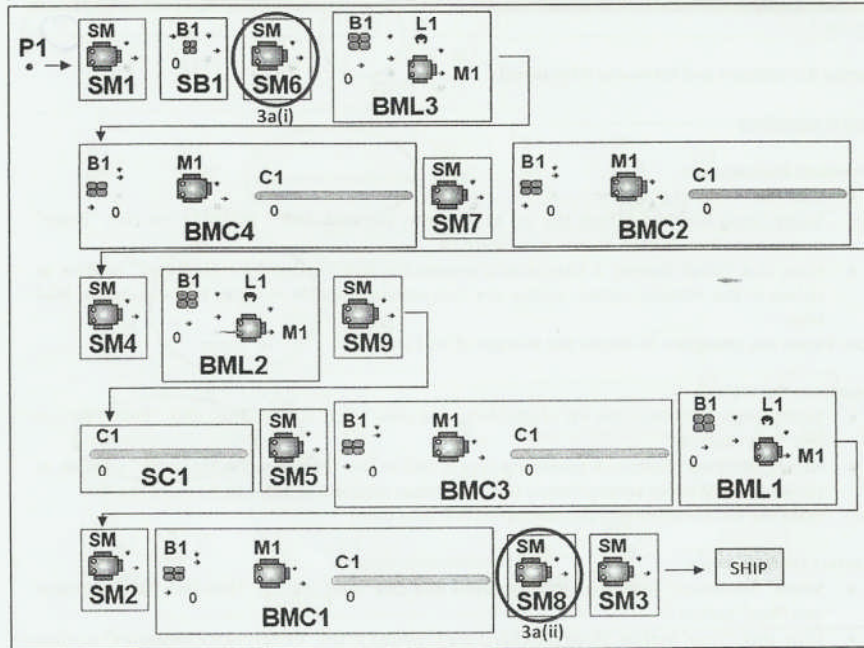 P1
SM
SM1
B1
0
SB1
SM
SM6
3a(i)
B1
L1
0
M1
BML3
B1
0
M1
C1
0
BMC4
SM
SM7
B1
0
M1
C1
0
BMC2
SM
SM4
B1
L1
0
M1
BML2
SM
SM9
C1
0
SC1
SM
SM5
B1
0
M1
C1
0
BMC3
B1
L1
0
M1
BML1
SM
SM2
B1
0
M1
C1
0
BMC1
SM
SM8
3a(ii)
SM
SM3
SHIP